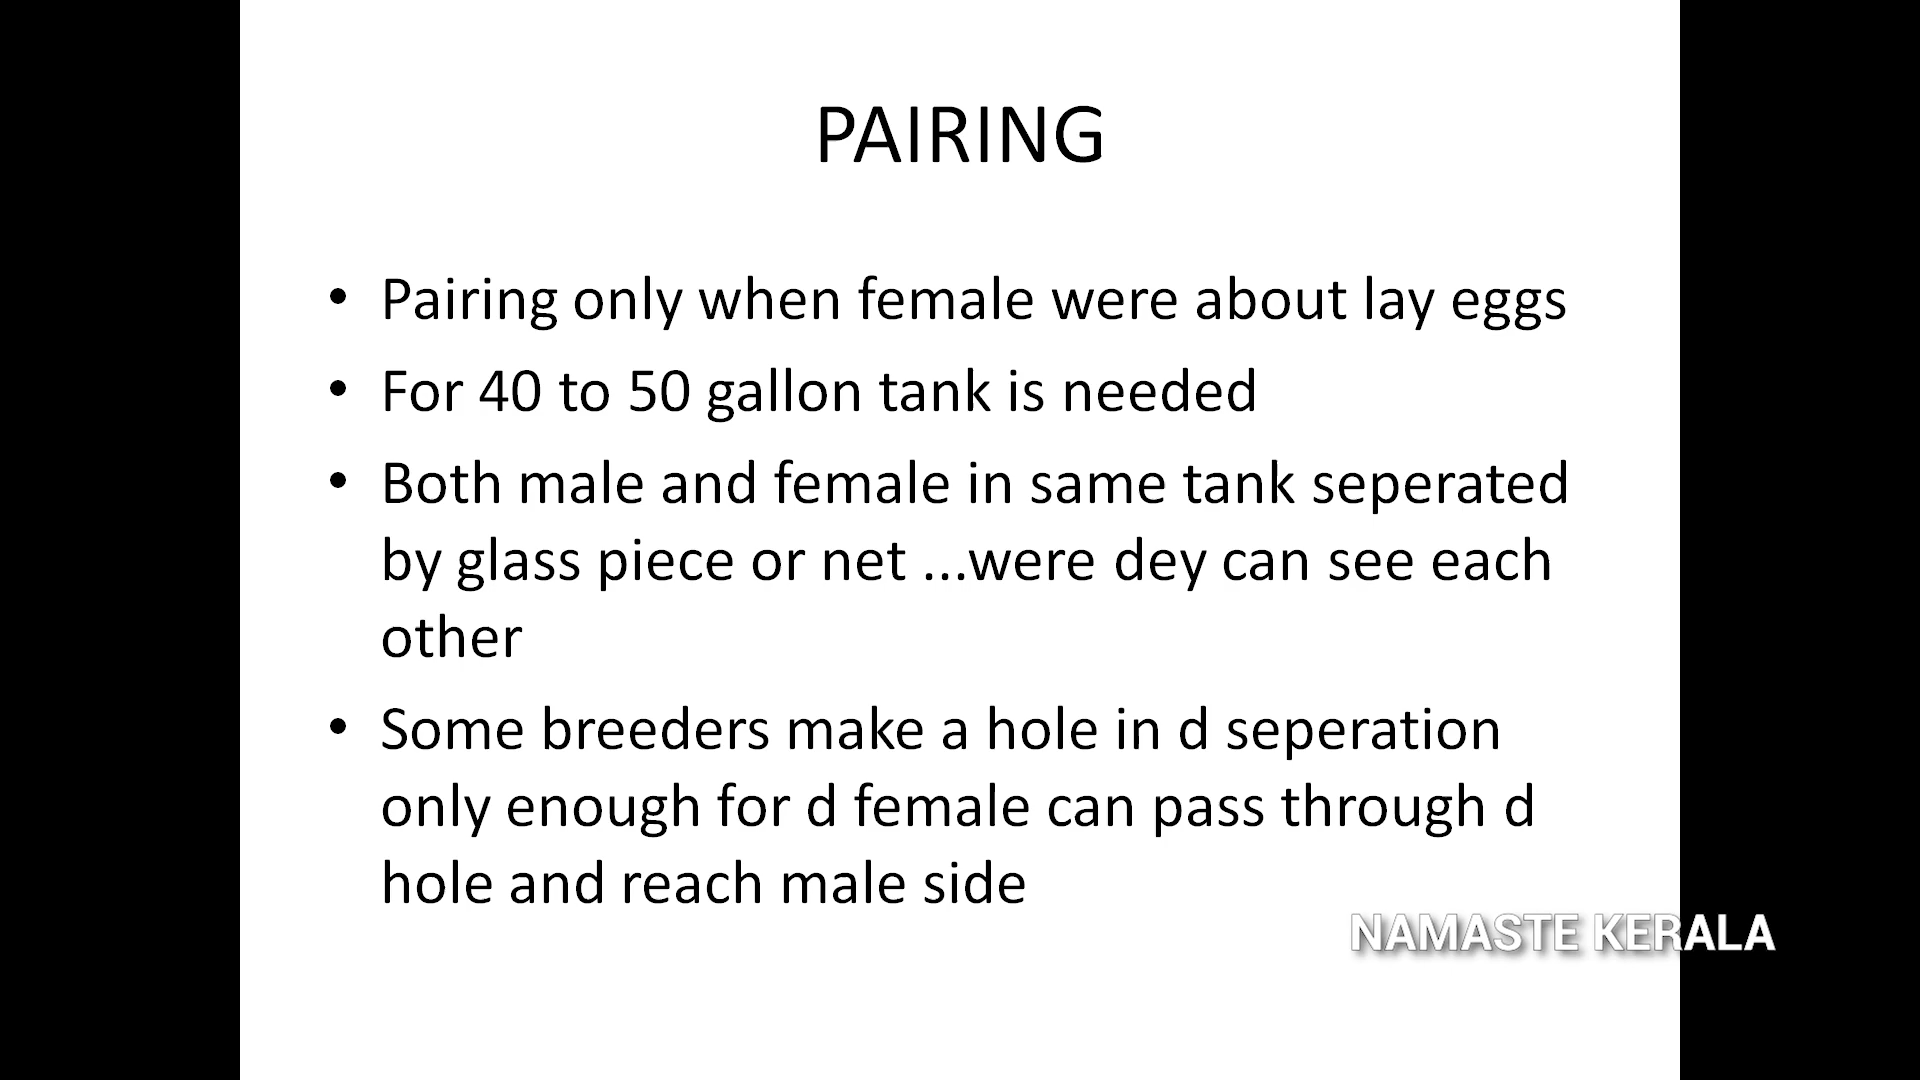 PAIRING
• Pairing only when female were about lay eggs
• For 40 to 50 gallon tank is needed
• Both male and female in same tank seperated
by glass piece or net ...were dey can see each
other
• Some breeders make a hole in d seperation
only enough for d female can pass through d
hole and reach male side
NAMASTE KERALA